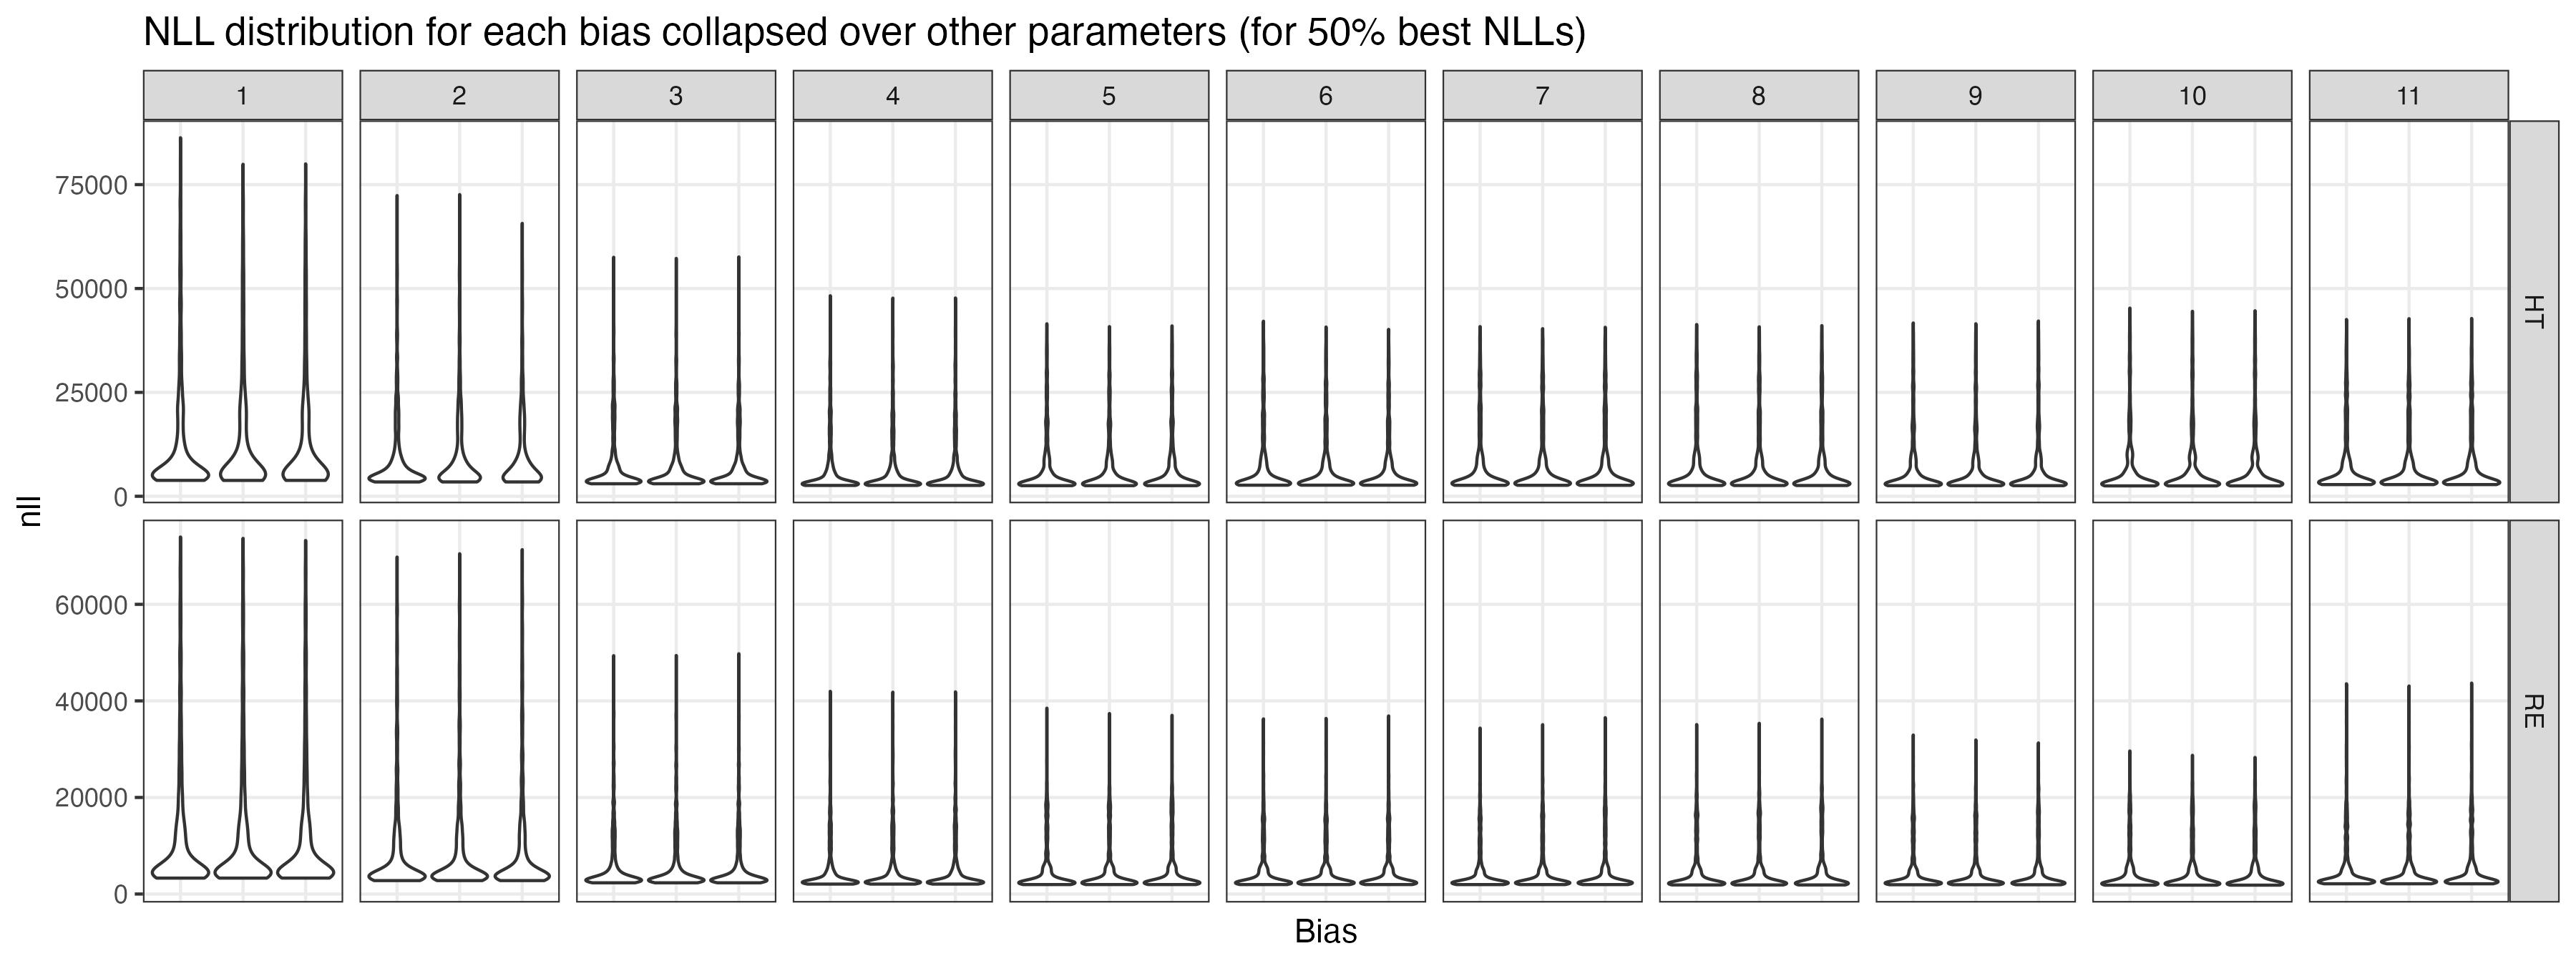 NLL distribution for each bias collapsed over other parameters (for 50% best NLLs)
1 2 3 4 5 6 7 8 9 10 11
75000
50000
25000
0
HT
nll
60000
40000
20000
0
RE
Bias